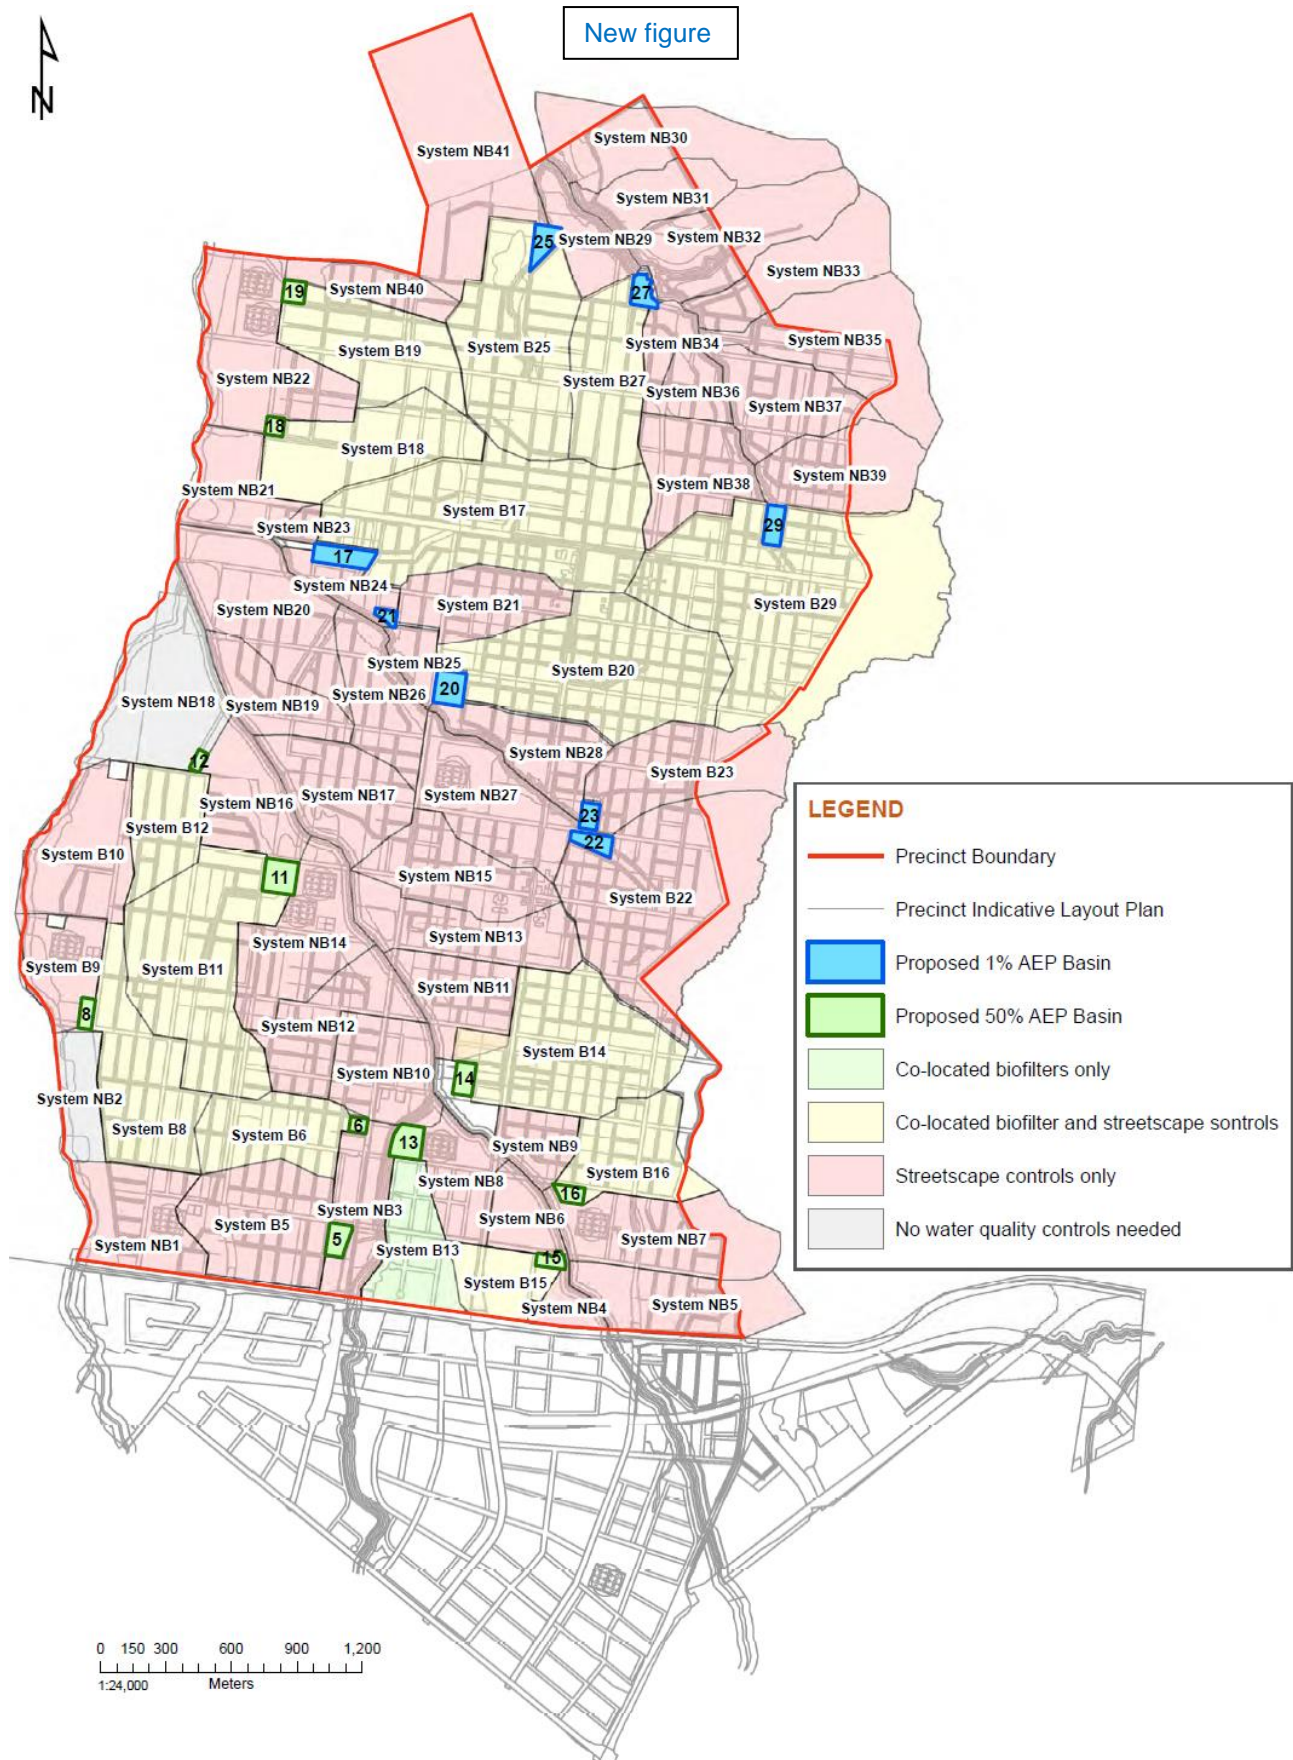 New figure
N
System NB41
System NB30
System NB31
System NB32
System NB29
25
System NB33
27
19
System NB40
System NB34
System NB35
System B19
System B25
System B27
System NB22
System NB36
System NB37
18
System B18
System NB39
System NB38
System NB21
System B17
System NB23
29
17
System NB24
System NB20
System B21
System B29
21
System NB25
System B20
20
System NB26
System NB18
System NB19
System NB28
12
System B23
System NB16
System NB17
System NB27
23
System B12
22
System B10
11
System NB15
System B22
System NB13
System NB14
System B9
System B11
System NB11
8
System NB12
System B14
System NB10
14
System NB2
6
System B8
System B6
13
System NB9
System B16
System NB8
16
System NB3
System B5
System NB6
5
System NB7
System NB1
System B13
15
System B15
System NB4
System NB5
LEGEND
Precinct Boundary
Precinct Indicative Layout Plan
Proposed 1% AEP Basin
Proposed 50% AEP Basin
Co-located biofilters only
Co-located biofilter and streetscape sontrols
Streetscape controls only
No water quality controls needed
0 150 300 600 900 1,200
1:24,000 Meters